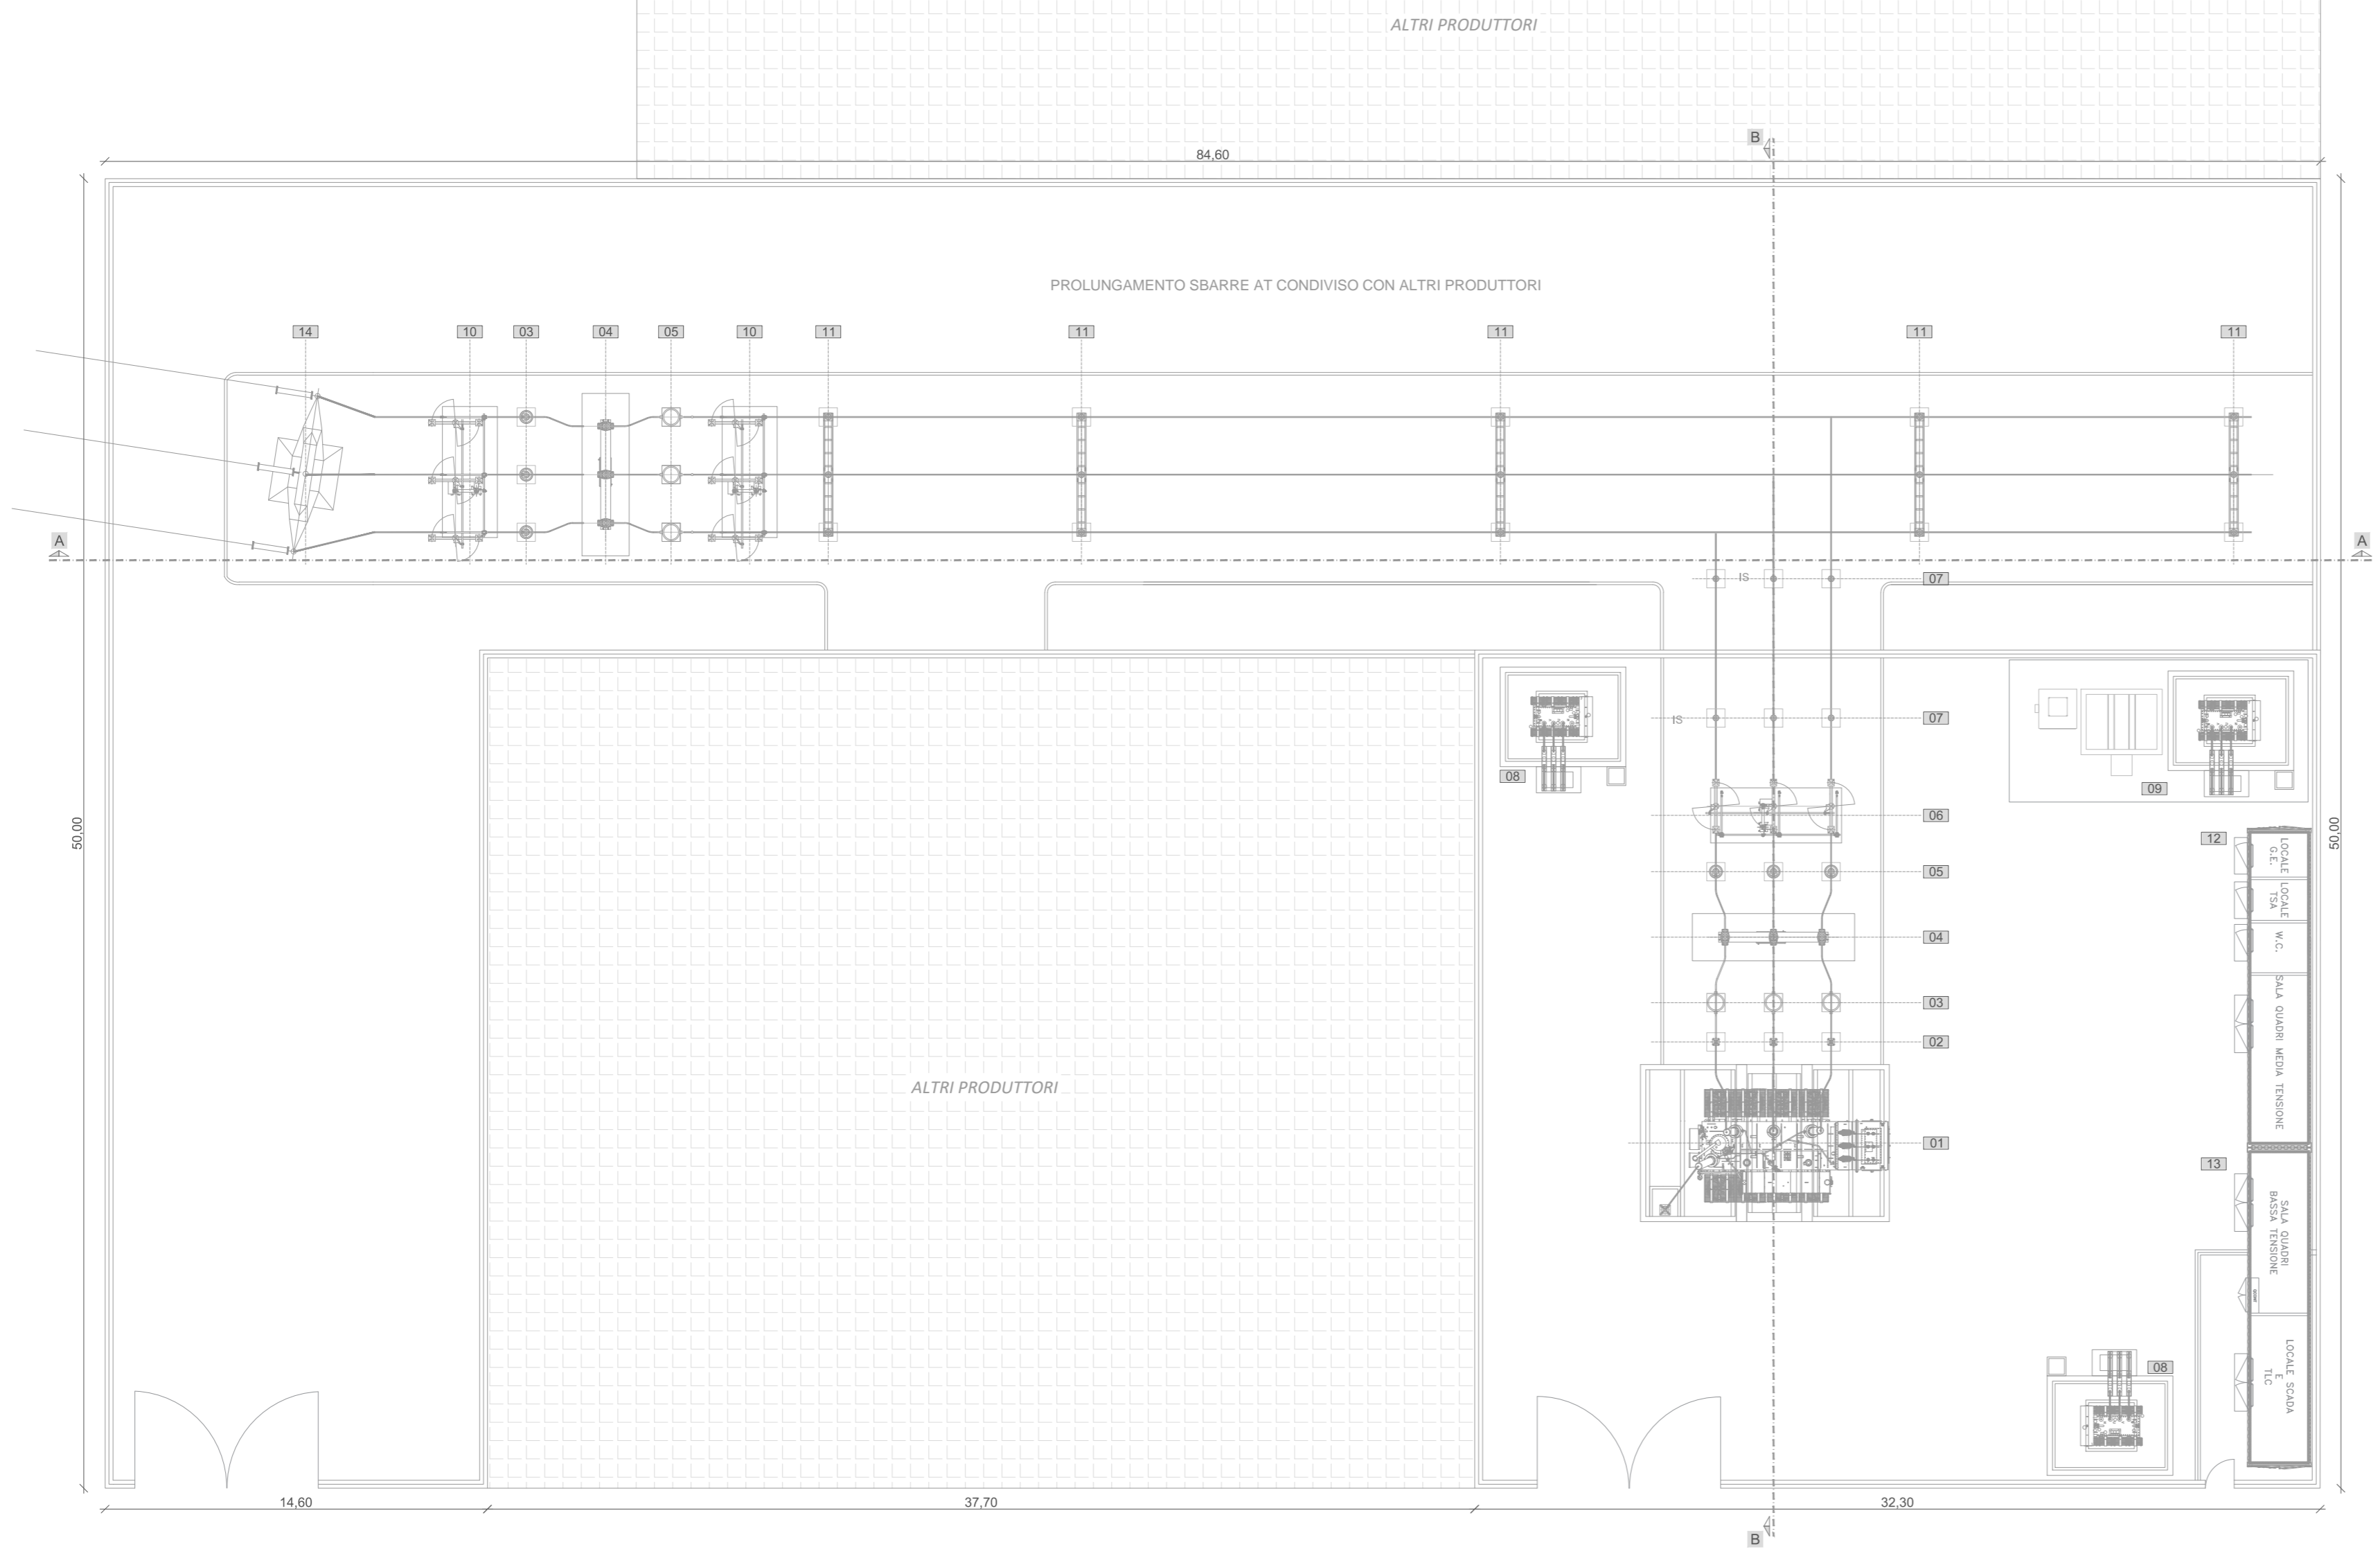 ALTRI PRODUTTORI
B
84,60
PROLUNGAMENTO SBARRE AT CONDIVISO CON ALTRI PRODUTTORI
14
10
03
04
05
10
11
11
11
11
11
A
A
IS
07
IS
07
08
09
50,00
50,00
06
12
LOCALE
G.E.
05
LOCALE
TSA
04
W.C.
03
SALA QUADRI MEDIA TENSIONE
02
ALTRI PRODUTTORI
01
13
SALA QUADRI
BASSA TENSIONE
08
LOCALE SCADA
E
TLC
14,60
37,70
32,30
B